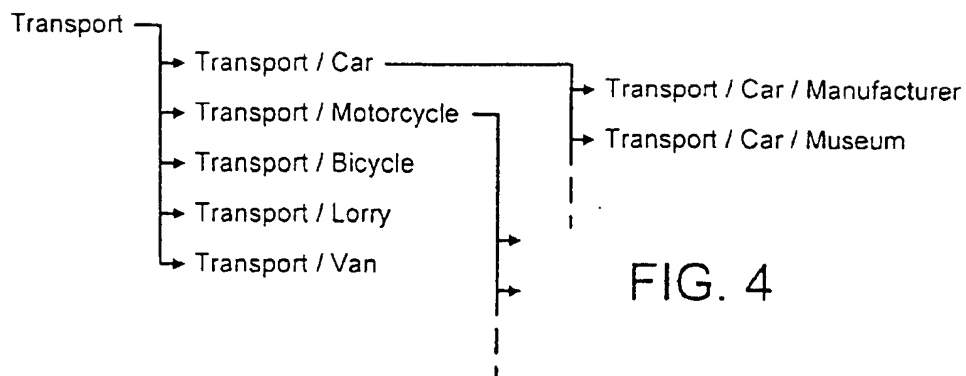 Transport
Transport / Car
Transport / Car / Manufacturer
Transport / Motorcycle
Transport / Car / Museum
Transport / Bicycle
Transport / Lorry
Transport / Van
FIG. 4